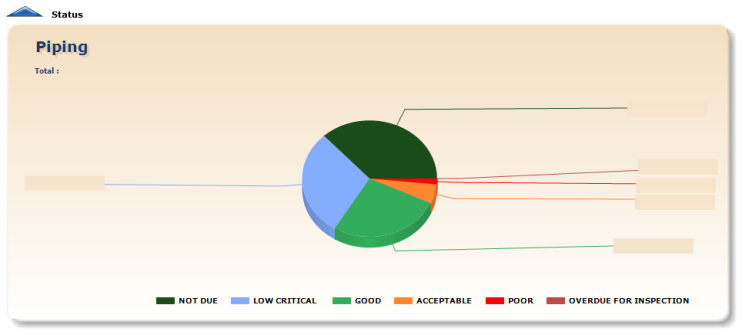 Status
Piping
Total :
NOT DUE LOW CRITICAL GOOD ACCEPTABLE POOR OVERDUE FOR INSPECTION